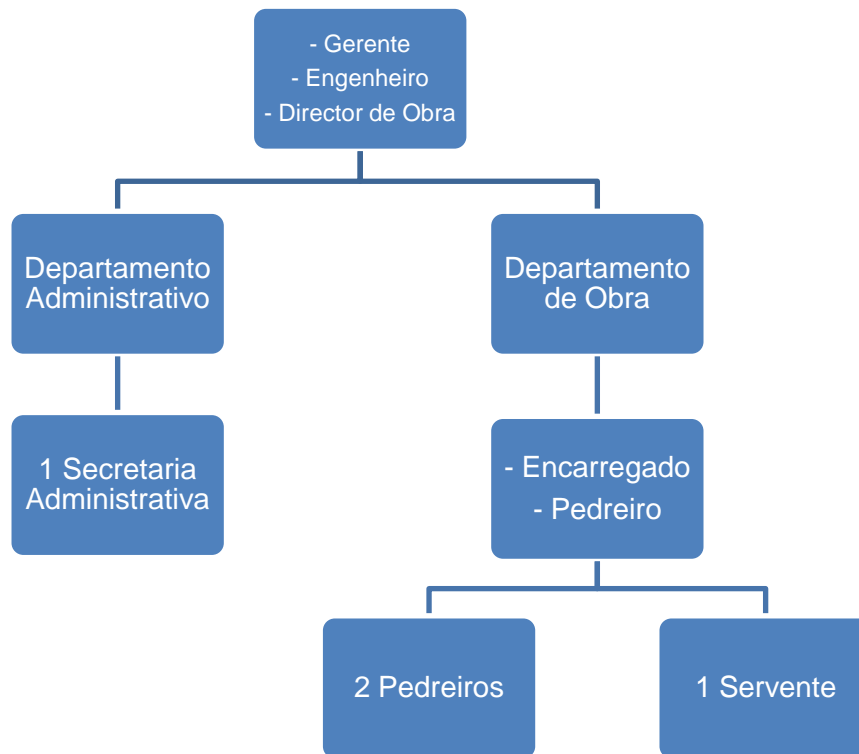 - Gerente
- Engenheiro
- Director de Obra
Departamento
Administrativo
Departamento
de Obra
1 Secretaria
Administrativa
- Encarregado
- Pedreiro
2 Pedreiros
1 Servente